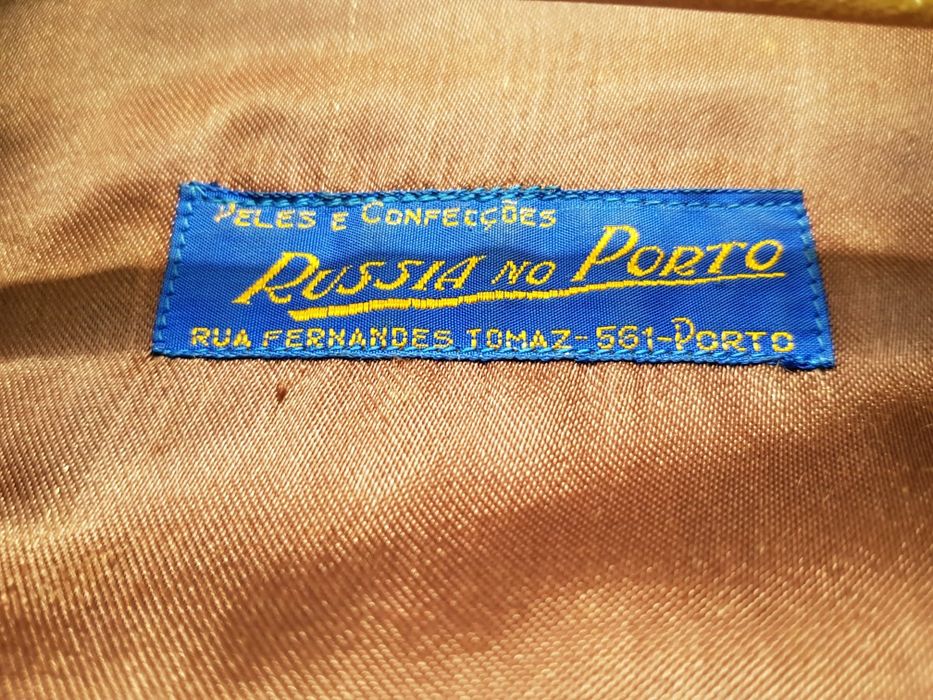 PELES E CONFECÇÕES
RUSSIA NO PORTO
RUA FERNANDES TOMAZ-561-PORTO